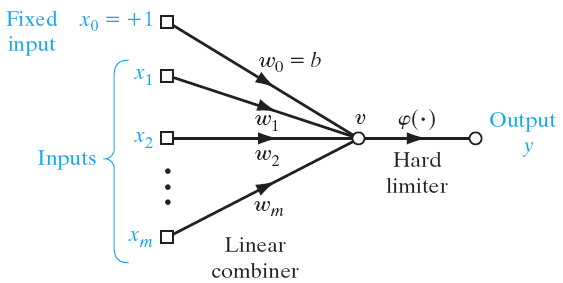 Fixed x₀ = +1
input
w₀ = b
x₁
w₁
v
φ(·)
Output
y
x₂
w₂
Inputs
Hard
limiter
wₘ
xₘ
Linear
combiner